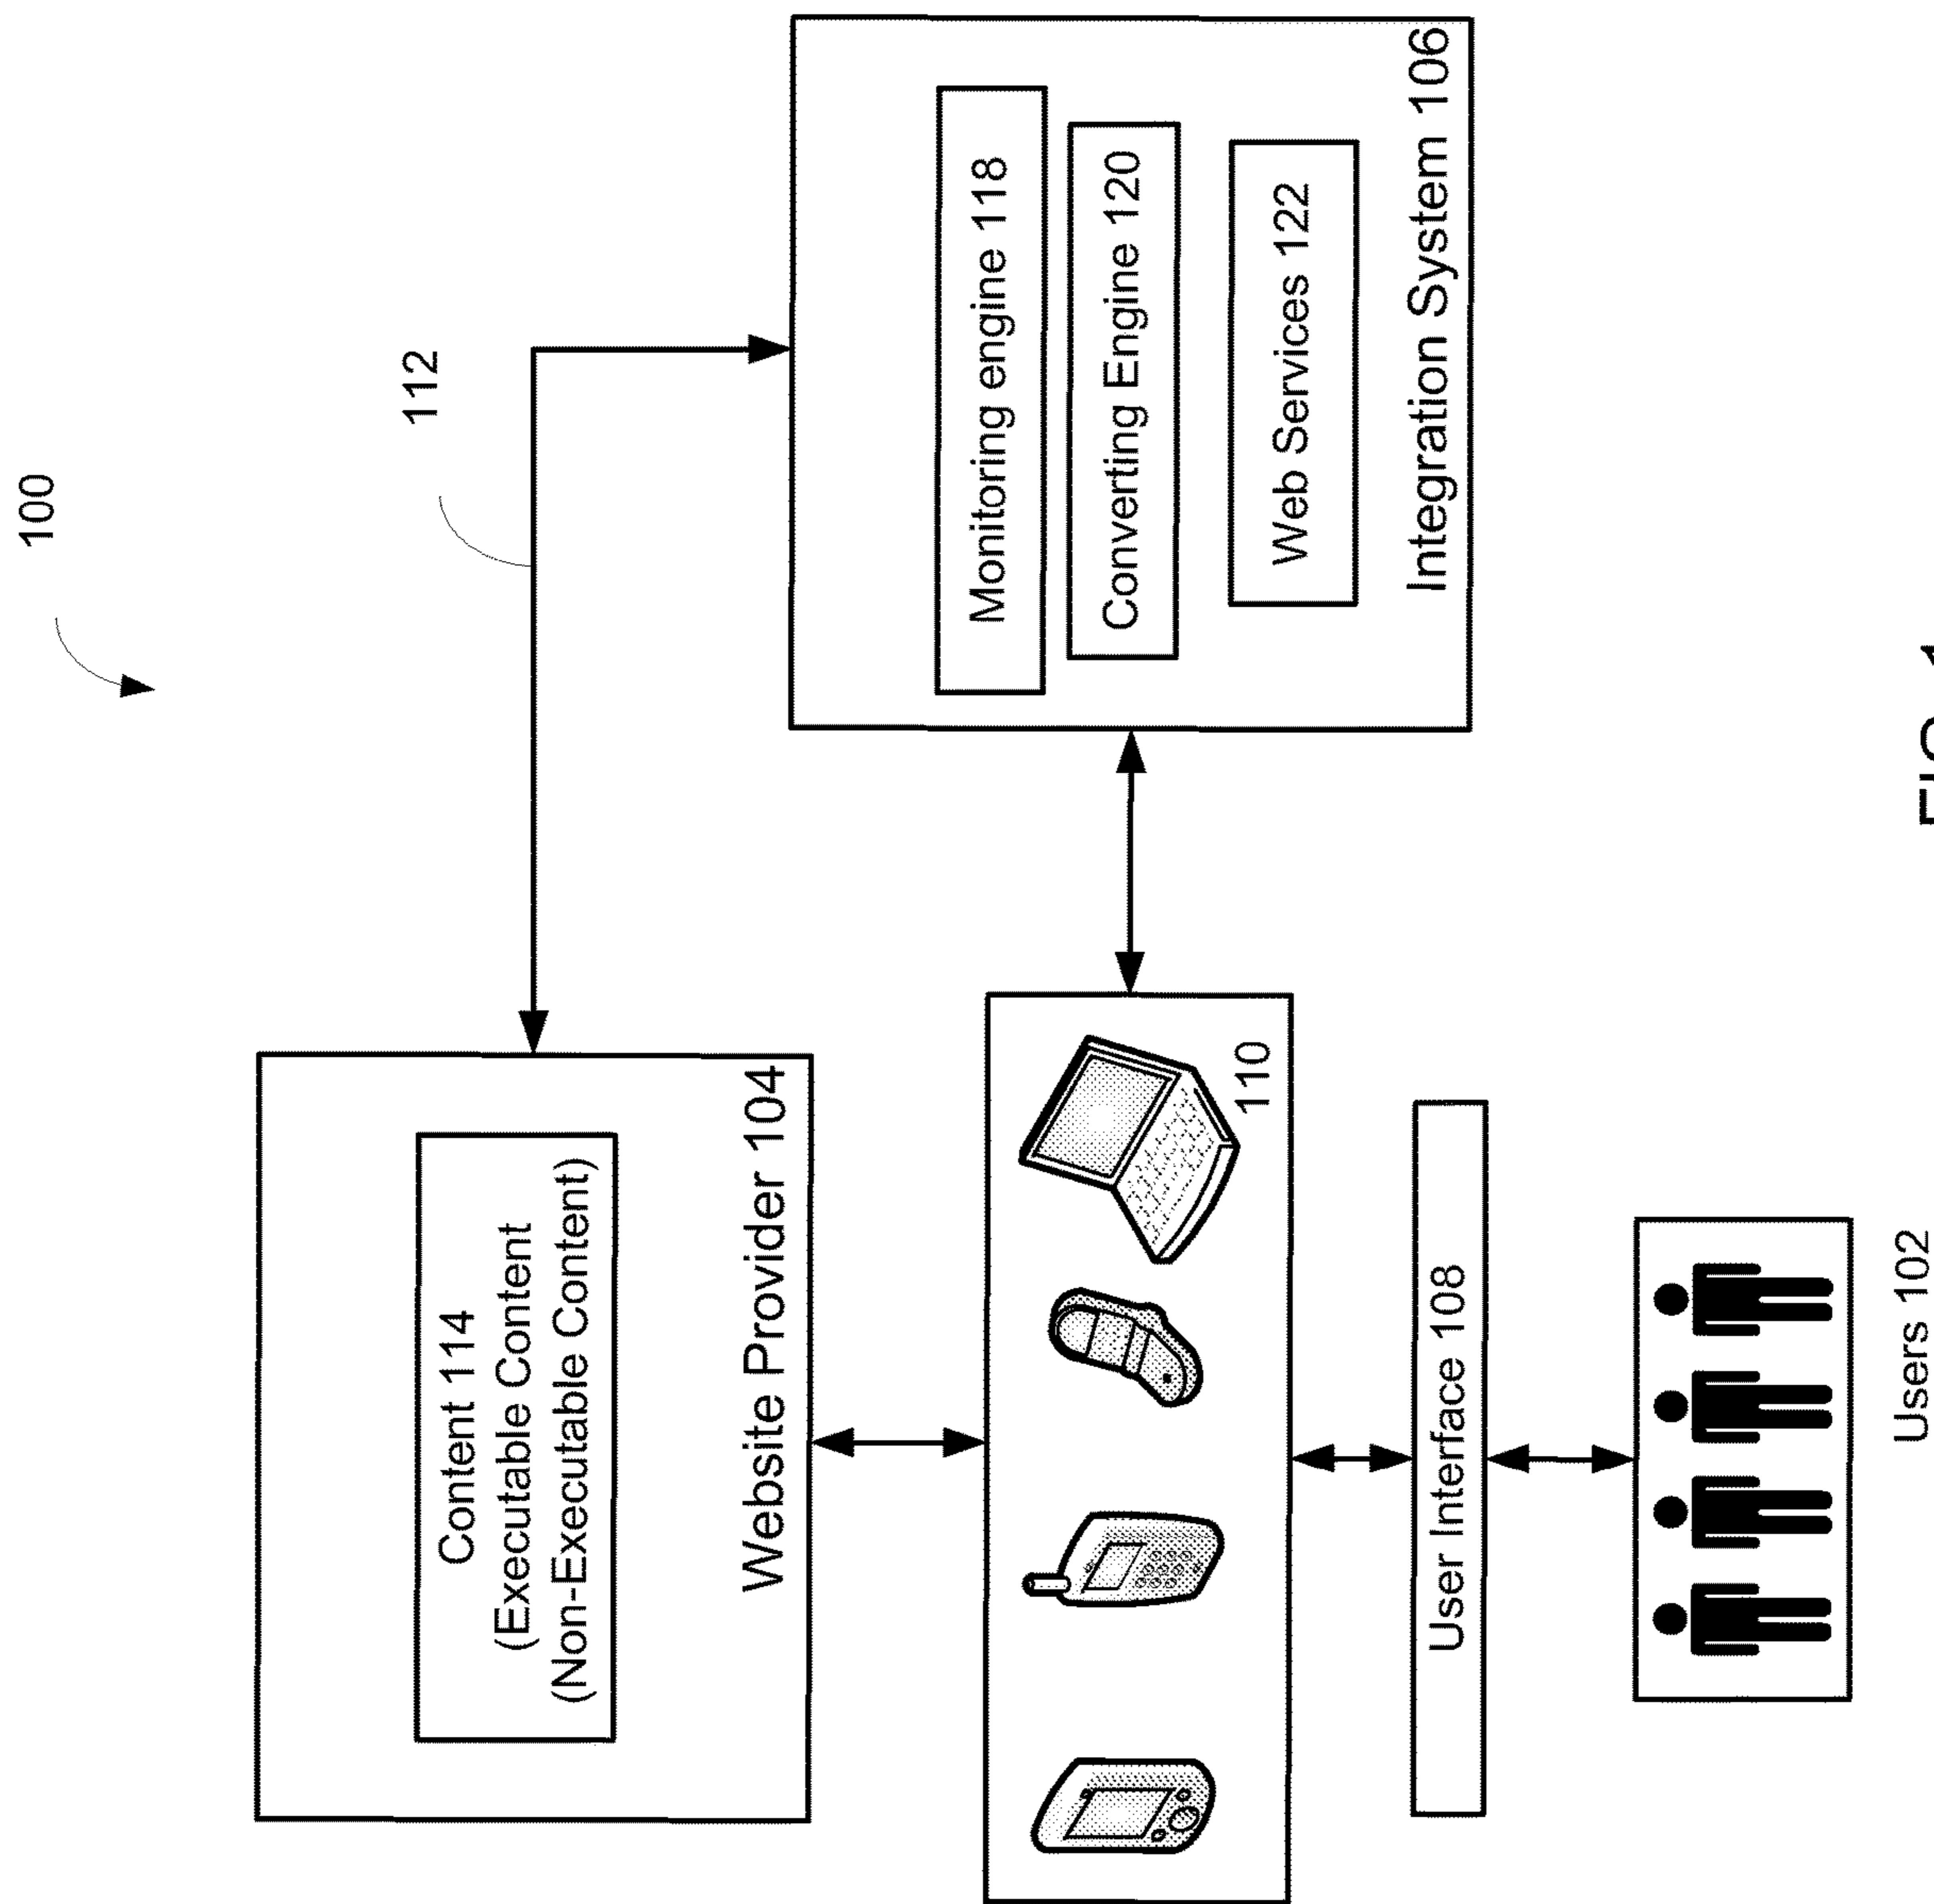 100
112
Content 114
(Executable Content
(Non-Executable Content)
Website Provider 104
Monitoring engine 118
Converting Engine 120
Web Services 122
Integration System 106
110
User Interface 108
Users 102